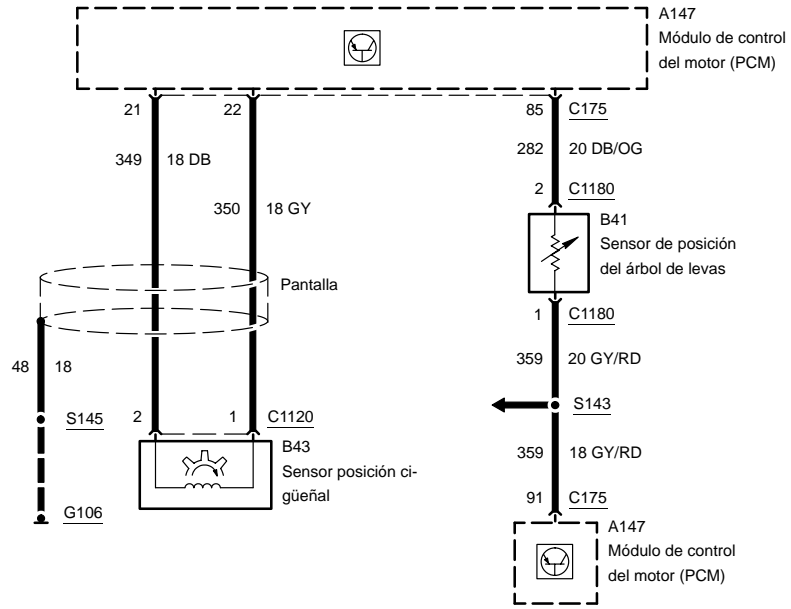 A147
Módulo de control
del motor (PCM)
21
22
85
C175
349
18 DB
282
20 DB/OG
350
18 GY
2
C1180
B41
Sensor de posición
del árbol de levas
Pantalla
1
C1180
48
18
359
20 GY/RD
S145
2
1
C1120
S143
B43
Sensor posición ci-
güeñal
359
18 GY/RD
G106
91
C175
A147
Módulo de control
del motor (PCM)